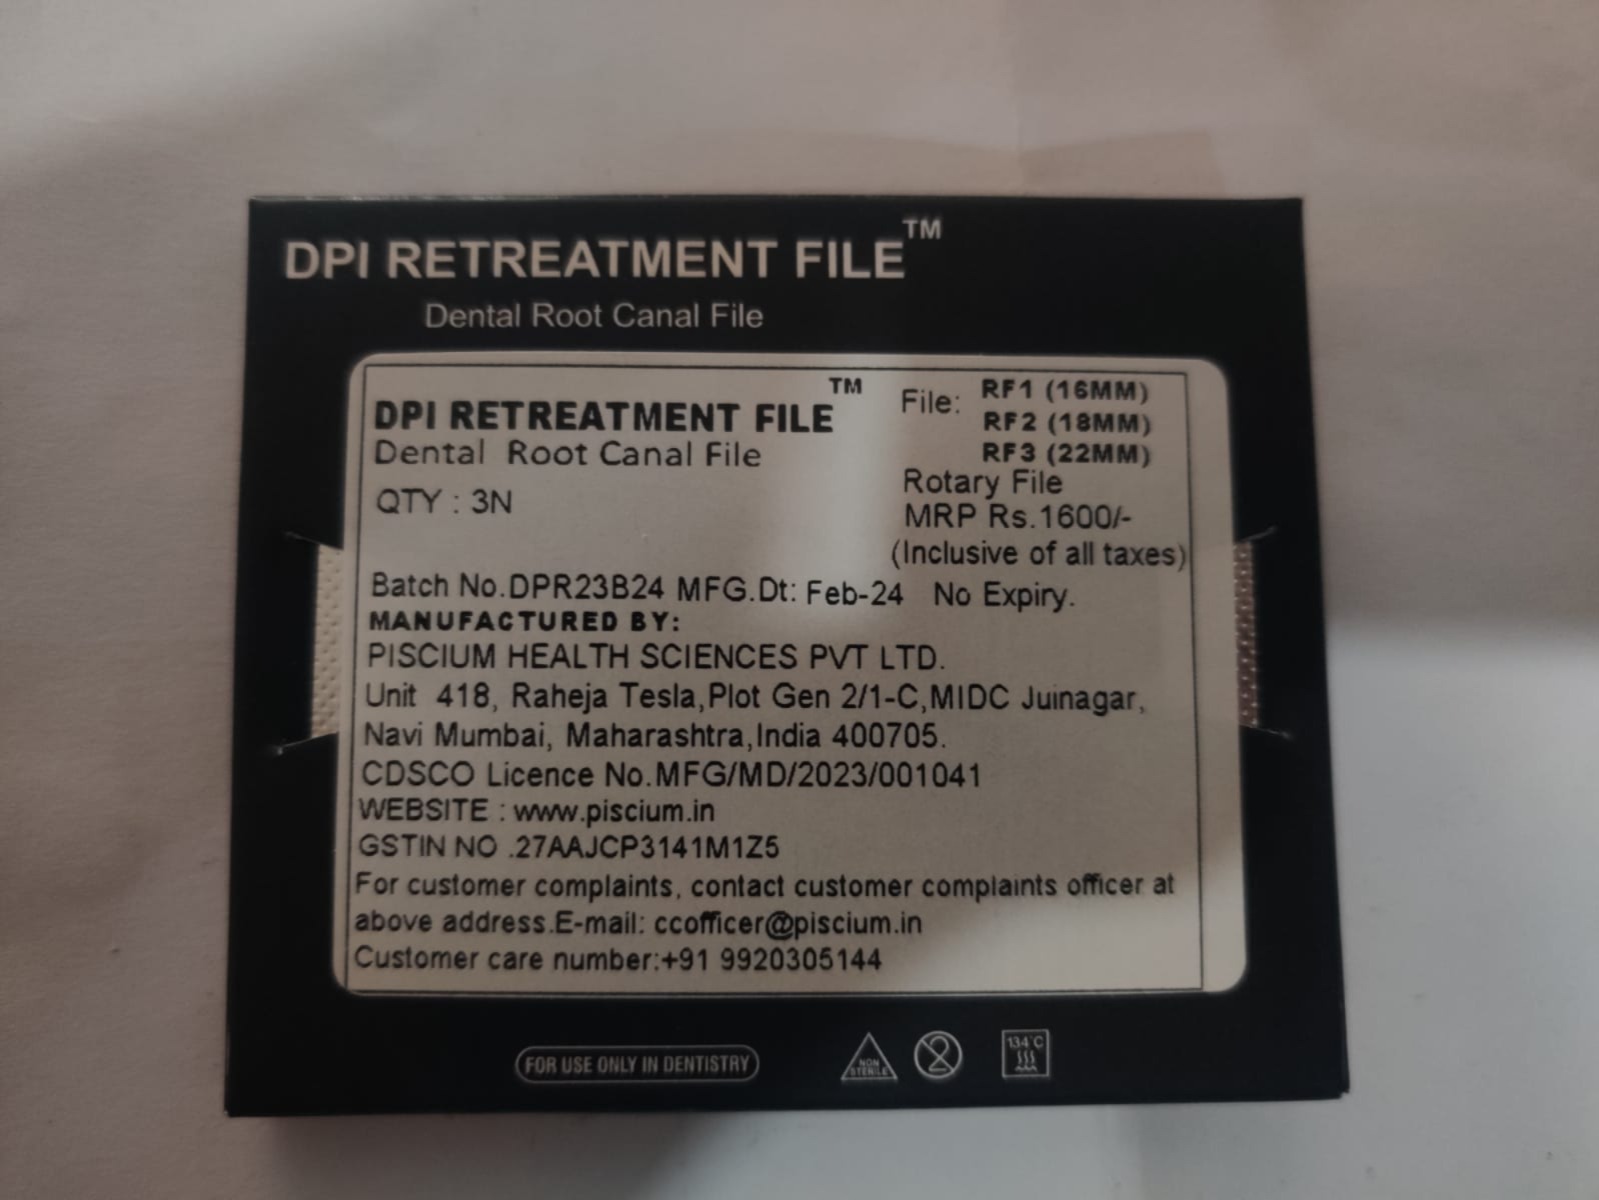 DPI RETREATMENT FILE™
Dental Root Canal File
DPI RETREATMENT FILE™
Dental Root Canal File
QTY : 3N
File: RF1 (16MM)
RF2 (18MM)
RF3 (22MM)
Rotary File
MRP Rs.1600/-
(Inclusive of all taxes)
Batch No.DPR23B24 MFG.Dt: Feb-24 No Expiry.
MANUFACTURED BY:
PISCIUM HEALTH SCIENCES PVT LTD.
Unit 418, Raheja Tesla,Plot Gen 2/1-C,MIDC Juinagar,
Navi Mumbai, Maharashtra,India 400705.
CDSCO Licence No.MFG/MD/2023/001041
WEBSITE : www.piscium.in
GSTIN NO .27AAJCP3141M1Z5
For customer complaints, contact customer complaints officer at
above address.E-mail: ccofficer@piscium.in
Customer care number:+91 9920305144
FOR USE ONLY IN DENTISTRY
NON
STERILE
2
134°C